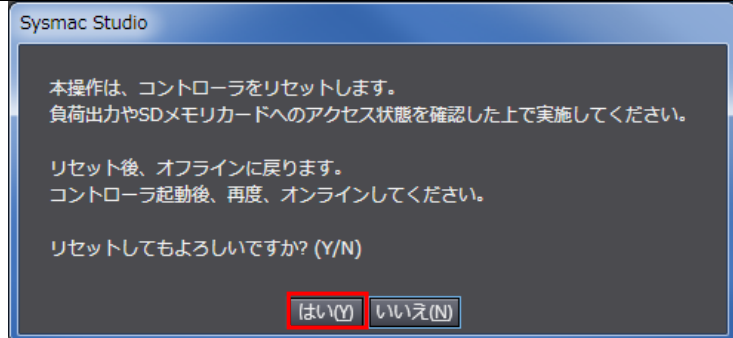 Sysmac Studio
本操作は、コントローラをリセットします。
負荷出力やSDメモリカードへのアクセス状態を確認した上で実施してください。
リセット後、オフラインに戻ります。
コントローラ起動後、再度、オンラインしてください。
リセットしてもよろしいですか? (Y/N)
はい(Y) いいえ(N)